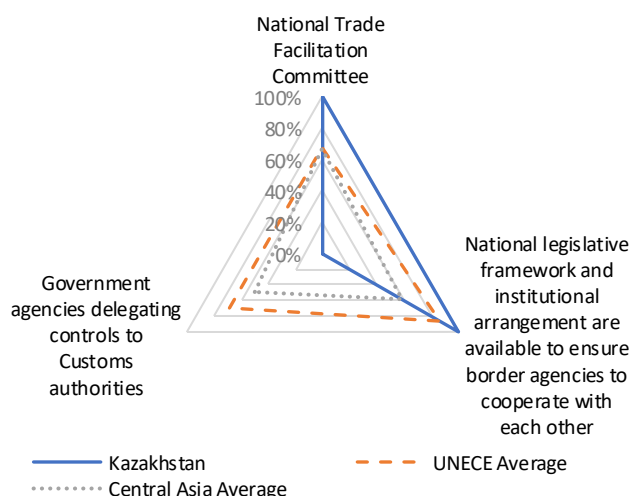 National Trade
Facilitation
Committee
100%
80%
60%
40%
20%
0%
National legislative
framework and
institutional
arrangement are
available to ensure
border agencies to
cooperate with
each other
Government
agencies delegating
controls to
Customs
authorities
Kazakhstan
UNECE Average
Central Asia Average